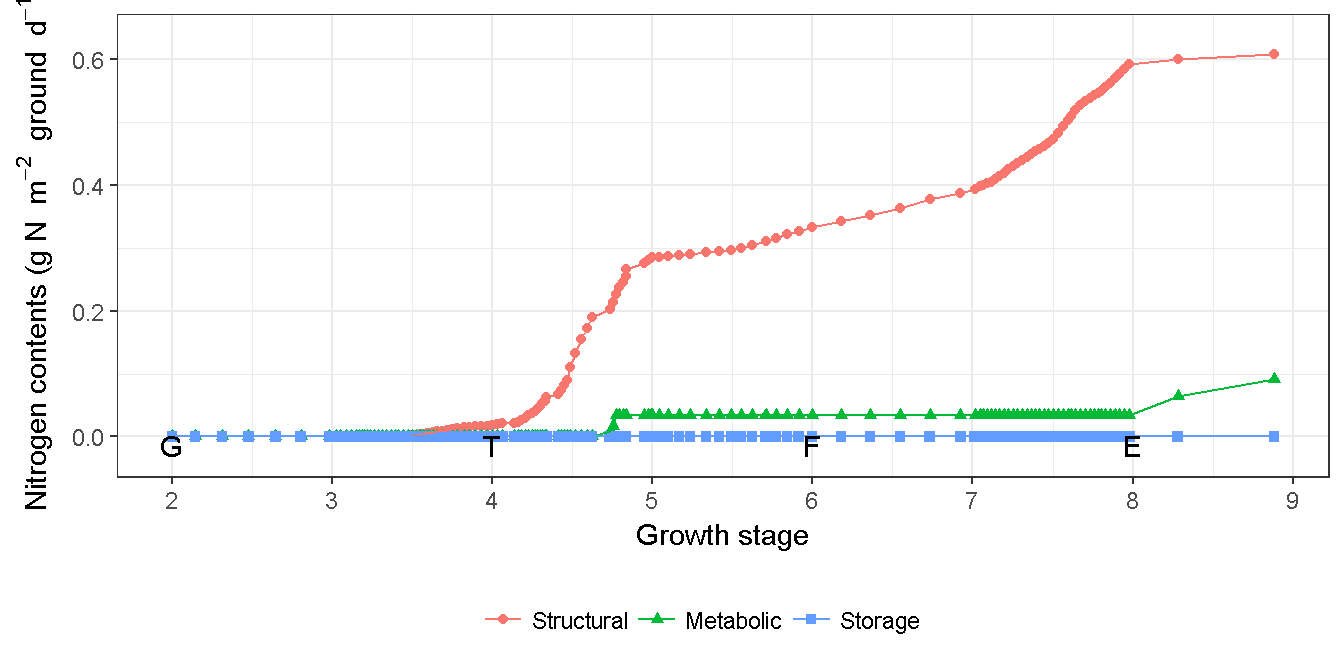 Nitrogen contents (g N m⁻² ground d⁻¹
0.6
0.4
0.2
0.0
G T F E
2 3 4 5 6 7 8 9
Growth stage
Structural Metabolic Storage